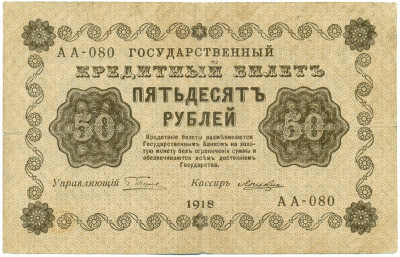 АА-080 ГОСУДАРСТВЕННЫЙ
КРЕДИТНЫЙ БИЛЕТЪ
ПЯТЬДЕСЯТЪ
РУБЛЕЙ
50 50
Кредитные билеты размѣниваются
Государственнымъ Банкомъ на золо-
тую монету безъ ограниченія суммы и
обезпечиваются всѣмъ достояніемъ
Государства.
Управляющій Кассиръ
1918 АА-080